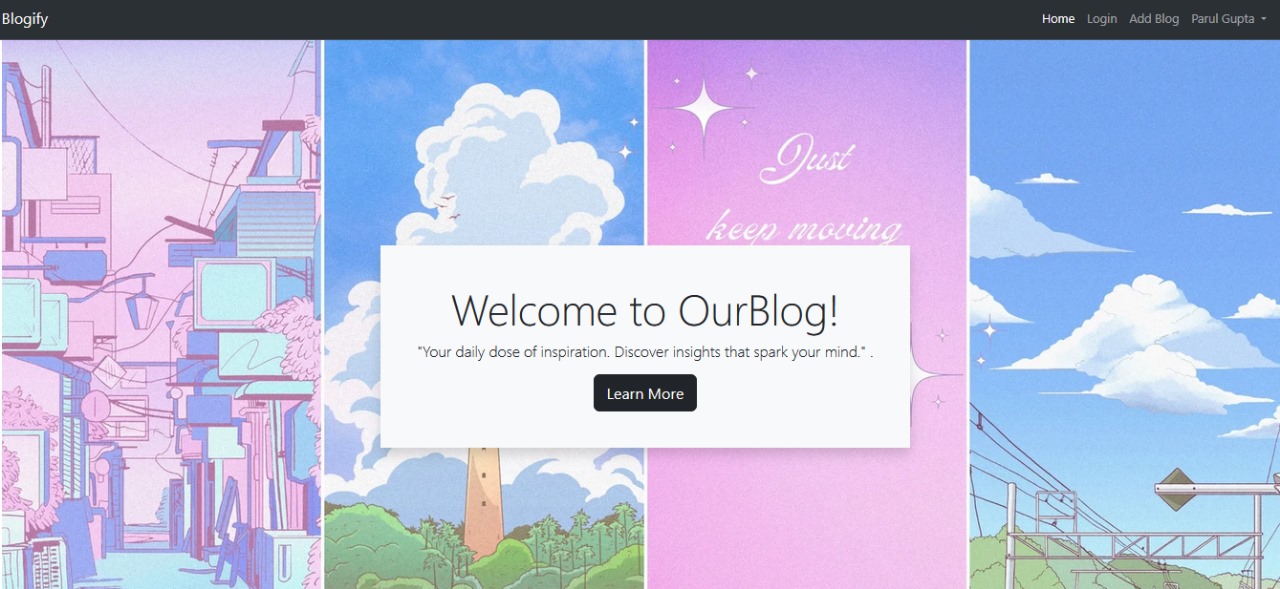 Blogify
Home Login Add Blog Parul Gupta
Just
keep moving
Welcome to OurBlog!
"Your daily dose of inspiration. Discover insights that spark your mind." .
Learn More